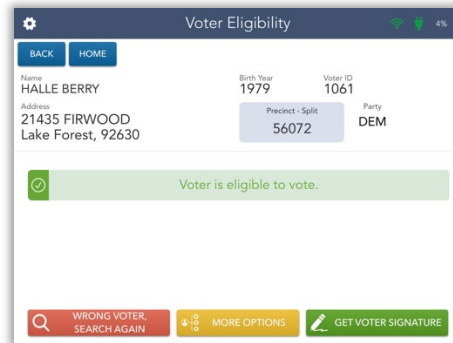 Voter Eligibility
4%
BACK HOME
Name Birth Year Voter ID
HALLE BERRY 1979 1061
Address Precinct - Split Party
21435 FIRWOOD 56072 DEM
Lake Forest, 92630
Voter is eligible to vote.
WRONG VOTER,
SEARCH AGAIN
MORE OPTIONS
GET VOTER SIGNATURE